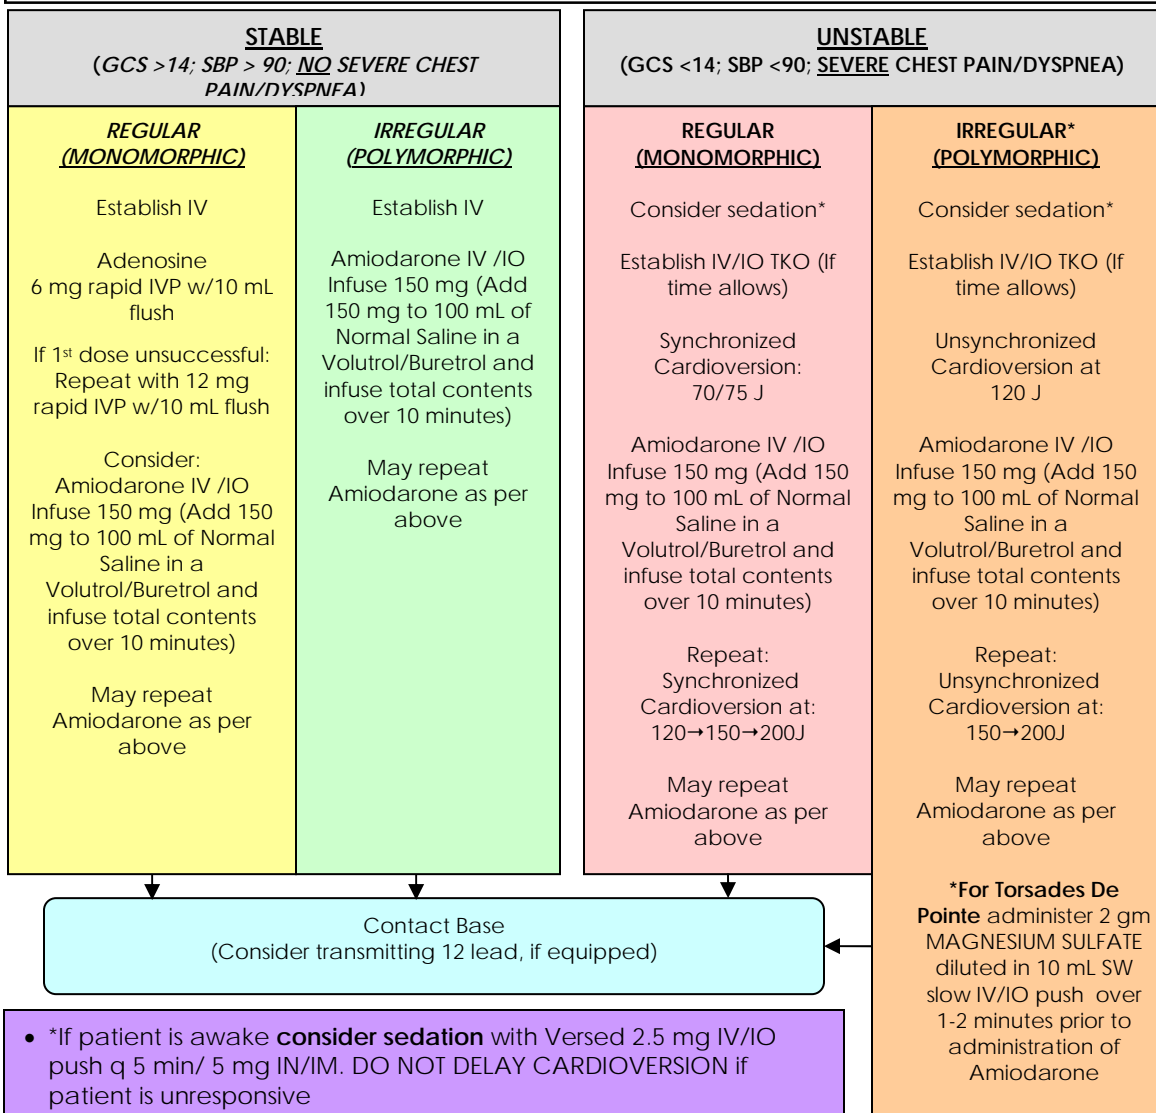 STABLE
(GCS >14; SBP > 90; NO SEVERE CHEST
PAIN/DYSPNEA)
REGULAR
(MONOMORPHIC)
Establish IV
Adenosine
6 mg rapid IVP w/10 mL
flush
If 1st dose unsuccessful:
Repeat with 12 mg
rapid IVP w/10 mL flush
Consider:
Amiodarone IV /IO
Infuse 150 mg (Add 150
mg to 100 mL of Normal
Saline in a
Volutrol/Buretrol and
infuse total contents
over 10 minutes)
May repeat
Amiodarone as per
above
IRREGULAR
(POLYMORPHIC)
Establish IV
Amiodarone IV /IO
Infuse 150 mg (Add
150 mg to 100 mL of
Normal Saline in a
Volutrol/Buretrol and
infuse total contents
over 10 minutes)
May repeat
Amiodarone as per
above
UNSTABLE
(GCS <14; SBP <90; SEVERE CHEST PAIN/DYSPNEA)
REGULAR
(MONOMORPHIC)
Consider sedation*
Establish IV/IO TKO (If
time allows)
Synchronized
Cardioversion:
70/75 J
Amiodarone IV /IO
Infuse 150 mg (Add 150
mg to 100 mL of Normal
Saline in a
Volutrol/Buretrol and
infuse total contents
over 10 minutes)
Repeat:
Synchronized
Cardioversion at:
120→150→200J
May repeat
Amiodarone as per
above
IRREGULAR*
(POLYMORPHIC)
Consider sedation*
Establish IV/IO TKO (If
time allows)
Unsynchronized
Cardioversion at
120 J
Amiodarone IV /IO
Infuse 150 mg (Add 150
mg to 100 mL of Normal
Saline in a
Volutrol/Buretrol and
infuse total contents
over 10 minutes)
Repeat:
Unsynchronized
Cardioversion at:
150→200J
May repeat
Amiodarone as per
above
*For Torsades De
Pointe administer 2 gm
MAGNESIUM SULFATE
diluted in 10 mL SW
slow IV/IO push over
1-2 minutes prior to
administration of
Amiodarone
Contact Base
(Consider transmitting 12 lead, if equipped)
• *If patient is awake consider sedation with Versed 2.5 mg IV/IO
push q 5 min/ 5 mg IN/IM. DO NOT DELAY CARDIOVERSION if
patient is unresponsive